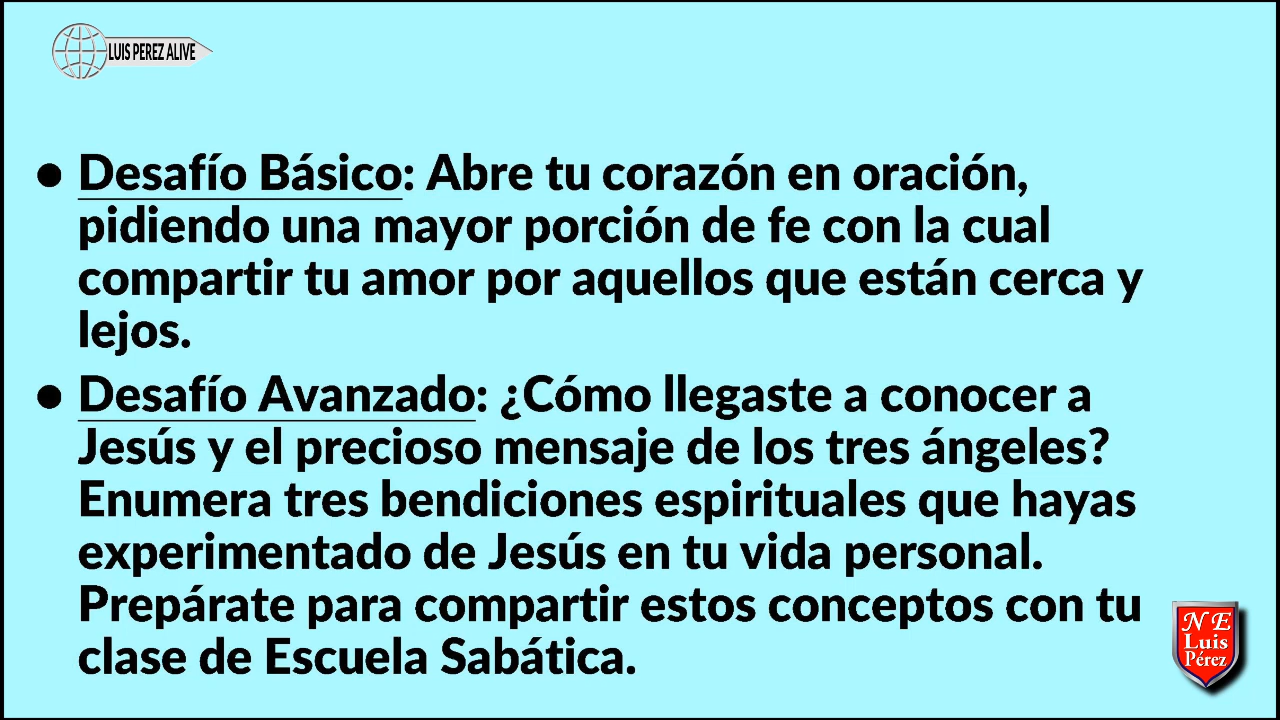 LUIS PEREZ ALIVE
• Desafío Básico: Abre tu corazón en oración,
pidiendo una mayor porción de fe con la cual
compartir tu amor por aquellos que están cerca y
lejos.
• Desafío Avanzado: ¿Cómo llegaste a conocer a
Jesús y el precioso mensaje de los tres ángeles?
Enumera tres bendiciones espirituales que hayas
experimentado de Jesús en tu vida personal.
Prepárate para compartir estos conceptos con tu
clase de Escuela Sabática.
N E
Luis
Pérez